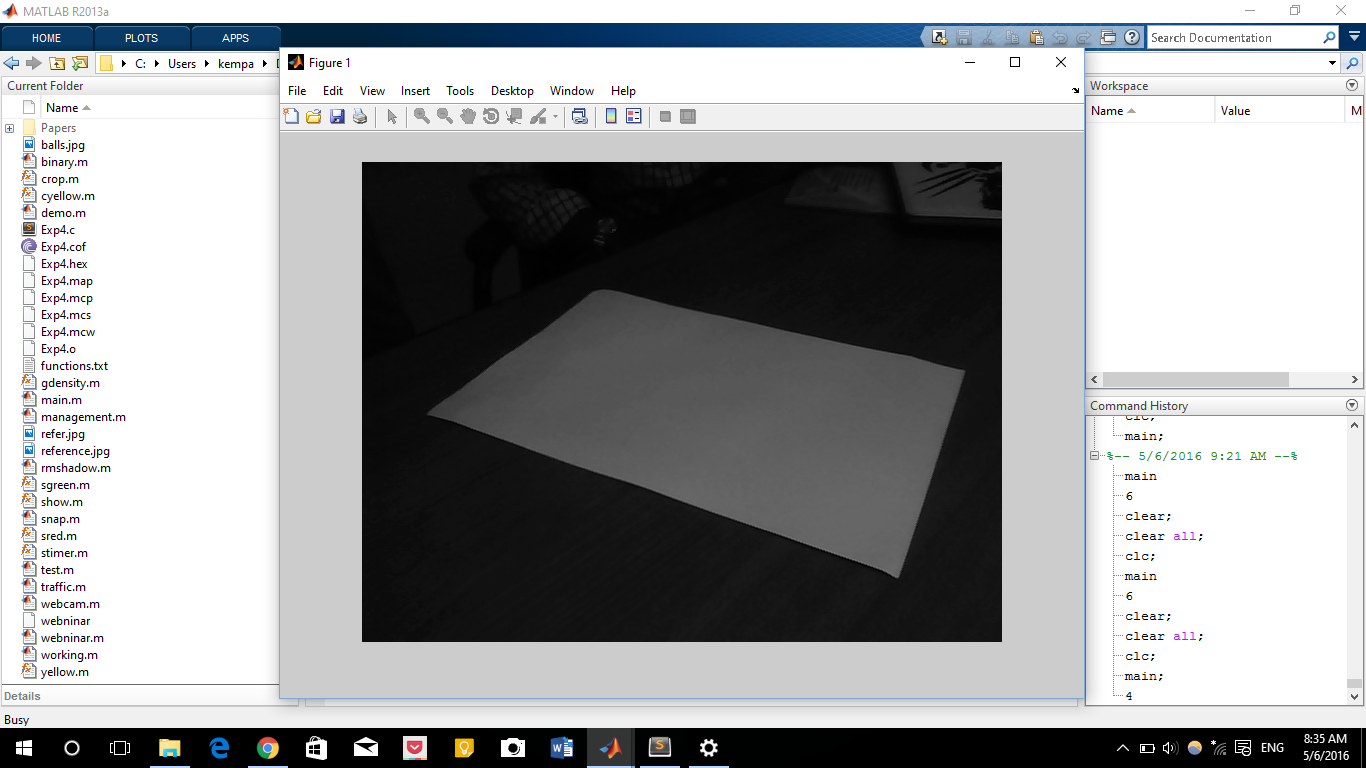 MATLAB R2013a
HOME PLOTS APPS
Search Documentation
C: Users kempa
Current Folder
Name
Papers
balls.jpg
binary.m
crop.m
cyellow.m
demo.m
Exp4.c
Exp4.cof
Exp4.hex
Exp4.map
Exp4.mcp
Exp4.mcs
Exp4.mcw
Exp4.o
functions.txt
gdensity.m
main.m
management.m
refer.jpg
reference.jpg
rmshadow.m
sgreen.m
show.m
snap.m
sred.m
stimer.m
test.m
traffic.m
webcam.m
webninar
webninar.m
working.m
yellow.m
Details
Busy
Figure 1
File Edit View Insert Tools Desktop Window Help
Workspace
Name Value M
Command History
clc;
main;
%-- 5/6/2016 9:21 AM --%
main
6
clear;
clear all;
clc;
main
6
clear;
clear all;
clc;
main;
4
ENG
8:35 AM
5/6/2016